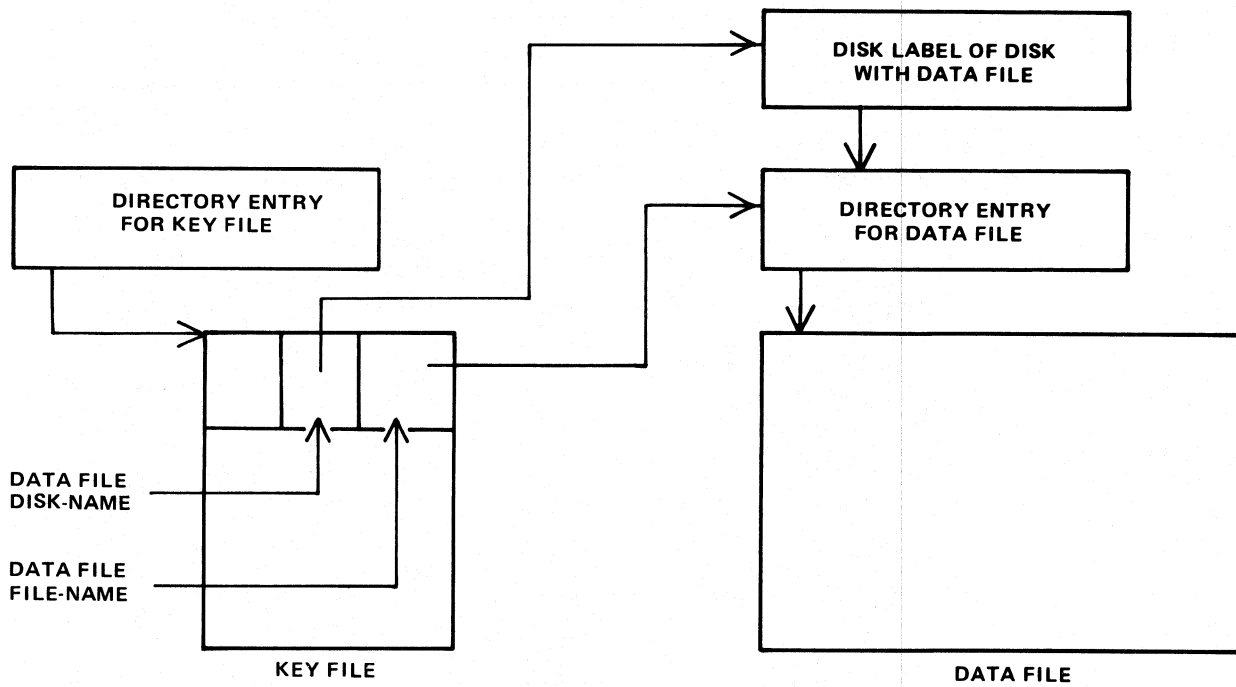 DISK LABEL OF DISK
WITH DATA FILE
DIRECTORY ENTRY
FOR KEY FILE
DIRECTORY ENTRY
FOR DATA FILE
DATA FILE
DISK-NAME
DATA FILE
FILE-NAME
KEY FILE
DATA FILE